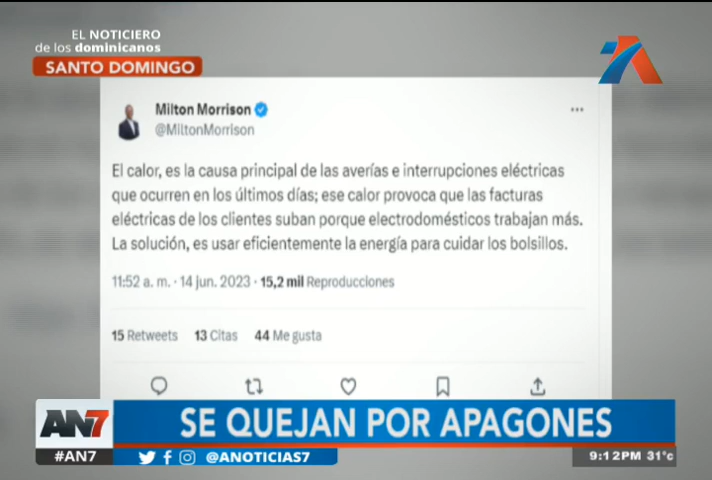 EL NOTICIERO
de los dominicanos
SANTO DOMINGO
Milton Morrison
@MiltonMorrison
El calor, es la causa principal de las averías e interrupciones eléctricas
que ocurren en los últimos días; ese calor provoca que las facturas
eléctricas de los clientes suban porque electrodomésticos trabajan más.
La solución, es usar eficientemente la energía para cuidar los bolsillos.
11:52 a. m. · 14 jun. 2023 · 15,2 mil Reproducciones
15 Retweets 13 Citas 44 Me gusta
AN7
SE QUEJAN POR APAGONES
#AN7
@ANOTICIAS7
9:12PM 31°c